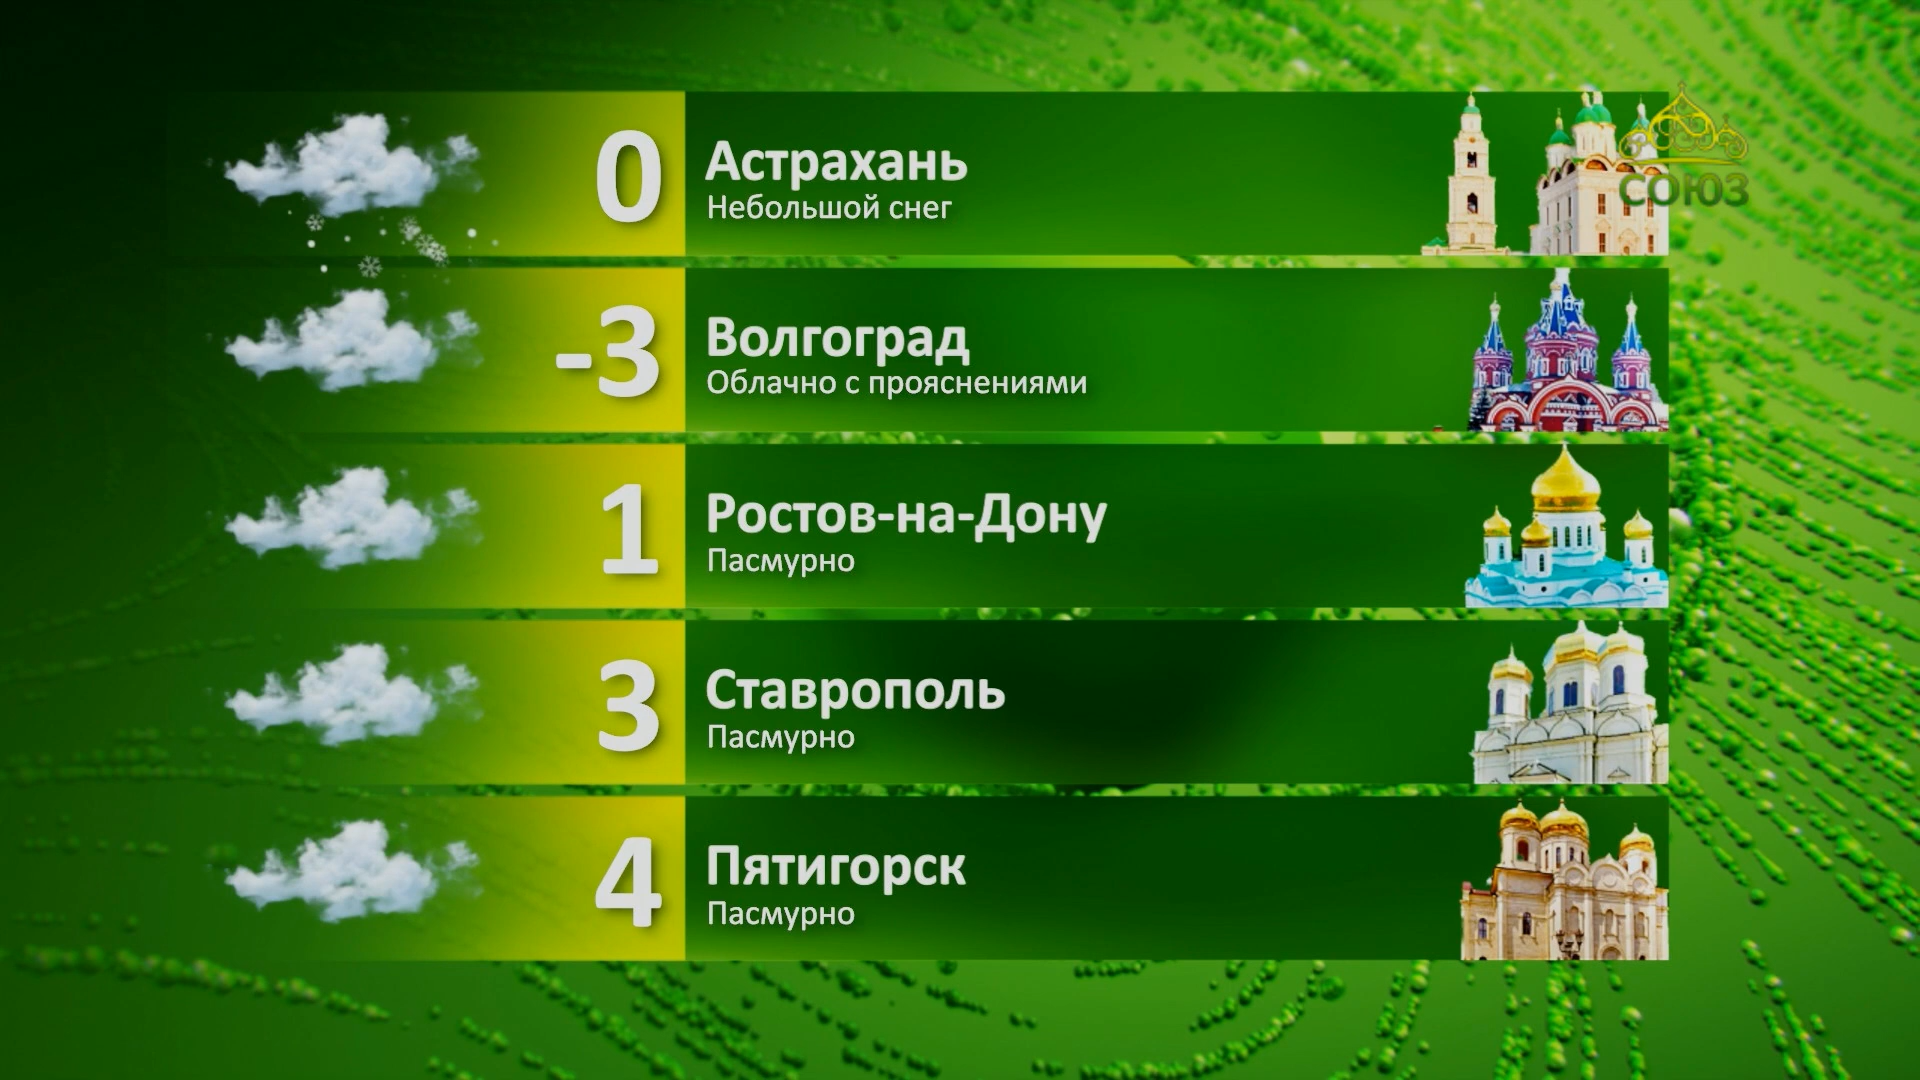 СОЮЗ
0
Астрахань
Небольшой снег
-3
Волгоград
Облачно с прояснениями
1
Ростов-на-Дону
Пасмурно
3
Ставрополь
Пасмурно
4
Пятигорск
Пасмурно